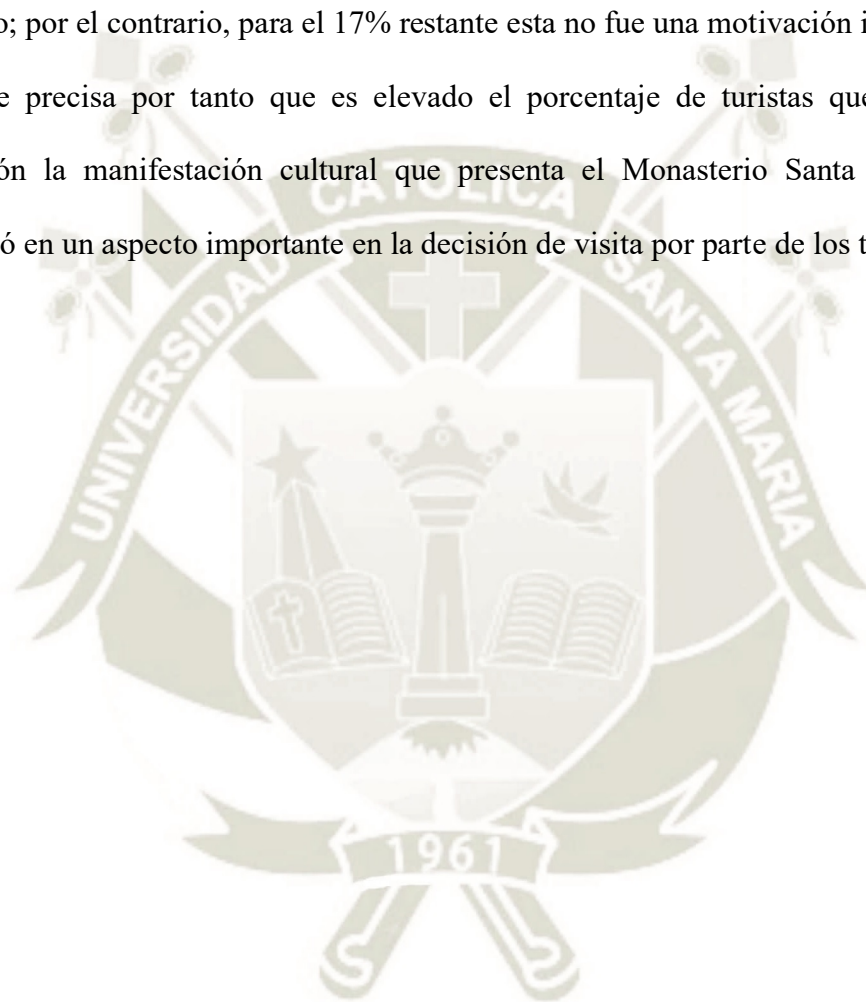 o; por el contrario, para el 17% restante esta no fue una motivación i
e precisa por tanto que es elevado el porcentaje de turistas que
ón la manifestación cultural que presenta el Monasterio Santa
ó en un aspecto importante en la decisión de visita por parte de los t
UNIVERSIDAD CATOLICA SANTA MARIA
1961